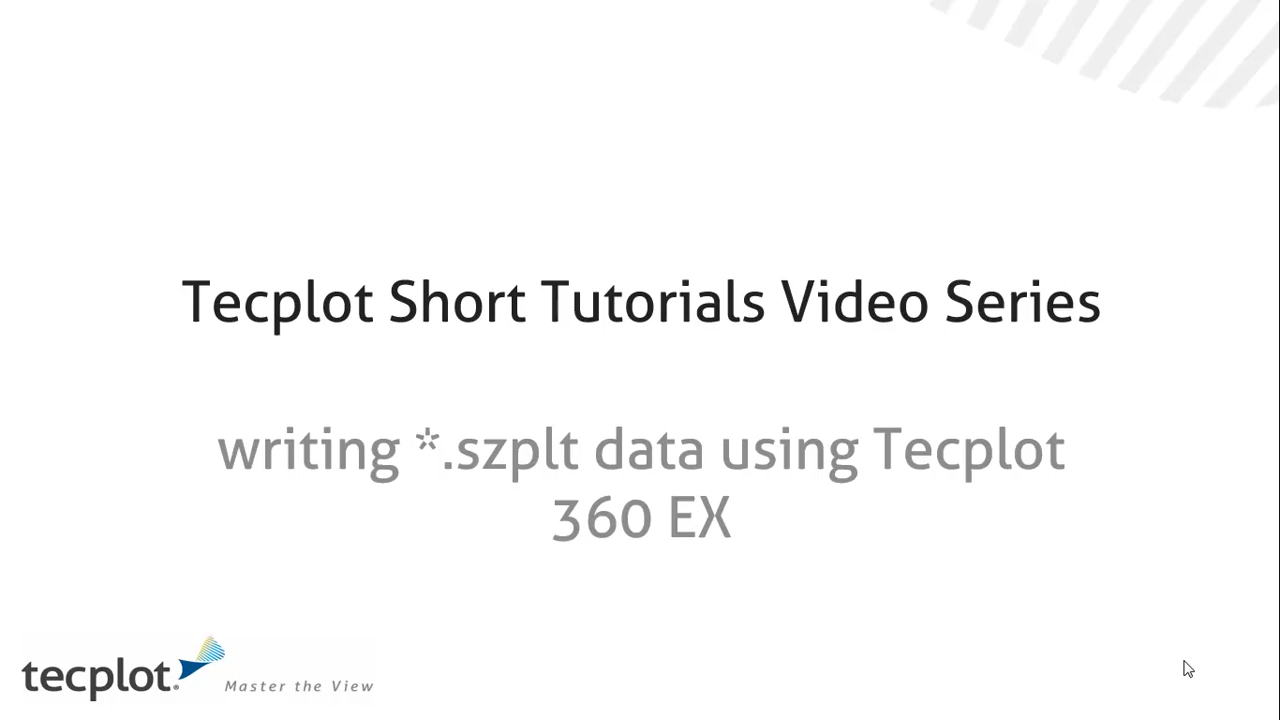 Tecplot Short Tutorials Video Series
writing *.szplt data using Tecplot
360 EX
tecplot®
Master the View